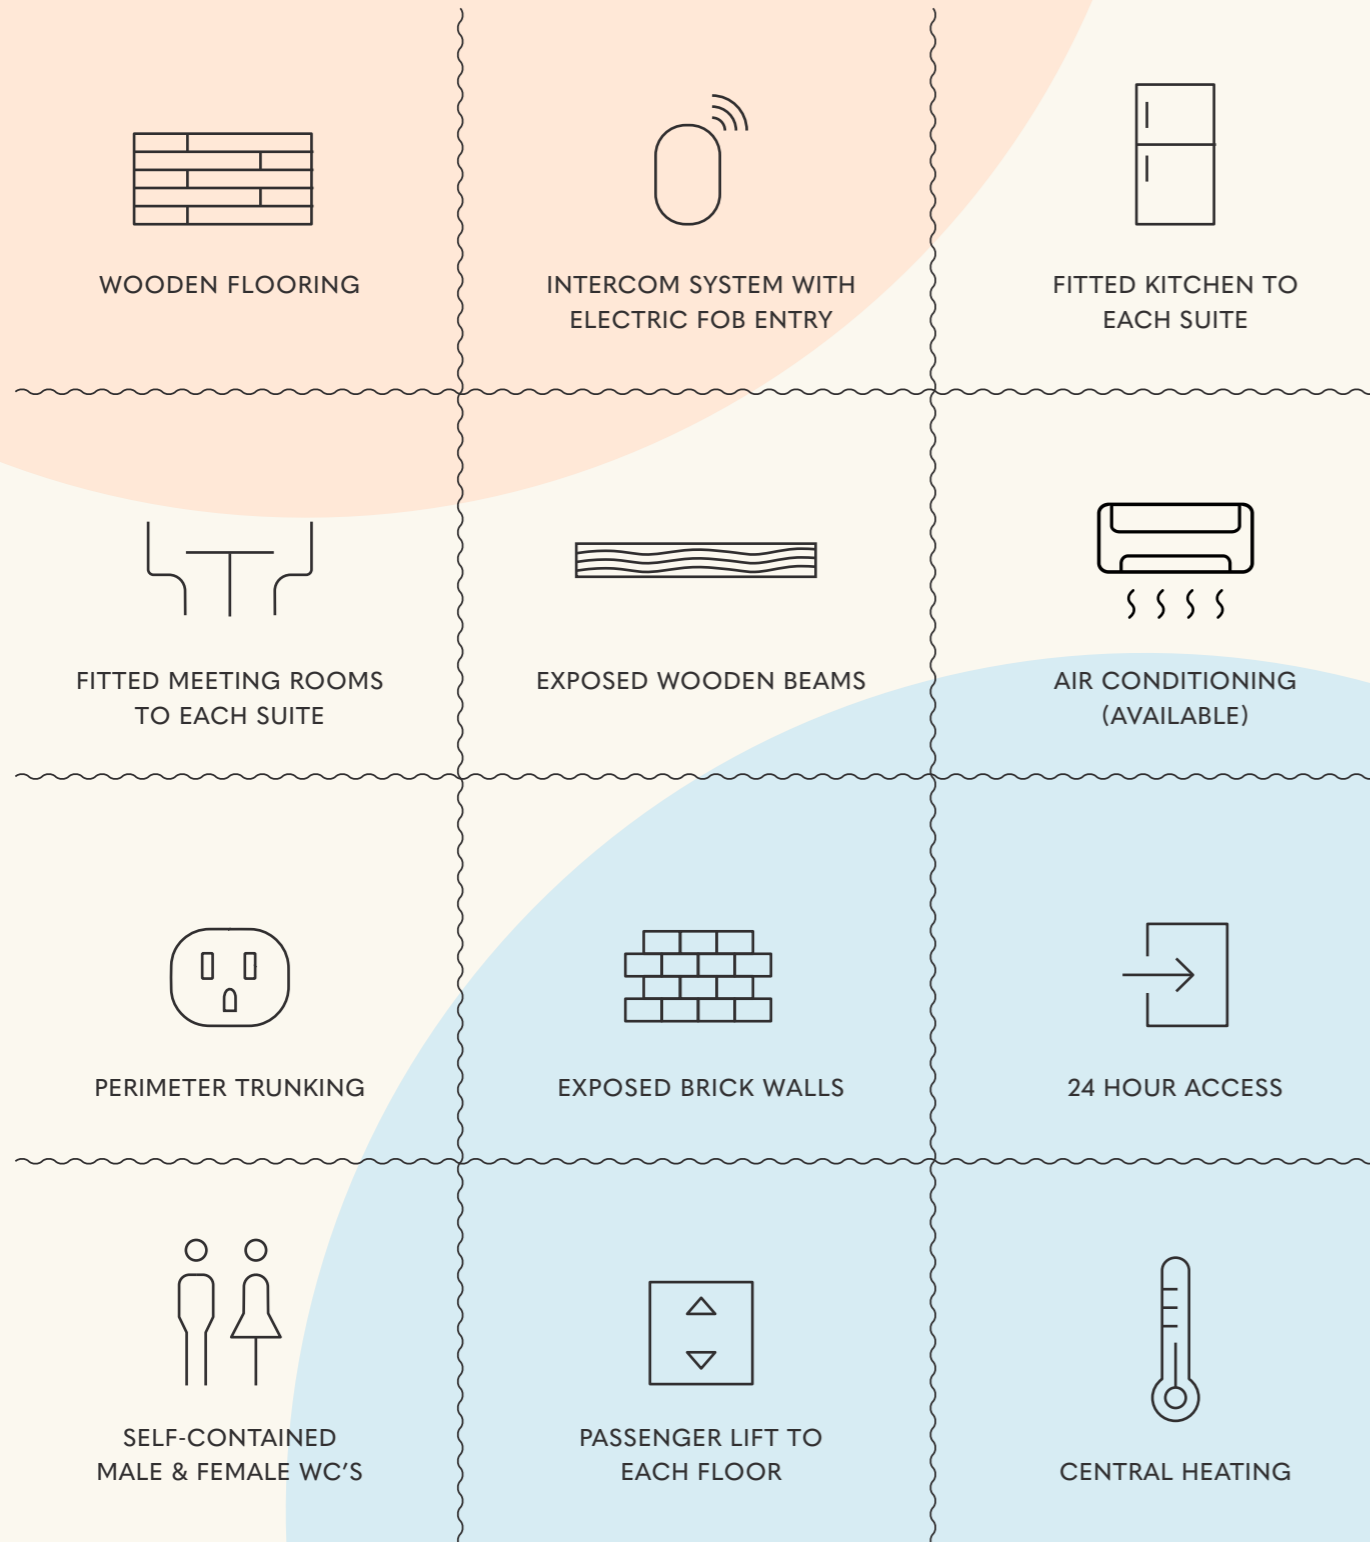 WOODEN FLOORING
INTERCOM SYSTEM WITH
ELECTRIC FOB ENTRY
FITTED KITCHEN TO
EACH SUITE
FITTED MEETING ROOMS
TO EACH SUITE
EXPOSED WOODEN BEAMS
AIR CONDITIONING
(AVAILABLE)
PERIMETER TRUNKING
EXPOSED BRICK WALLS
24 HOUR ACCESS
SELF-CONTAINED
MALE & FEMALE WC’S
PASSENGER LIFT TO
EACH FLOOR
CENTRAL HEATING